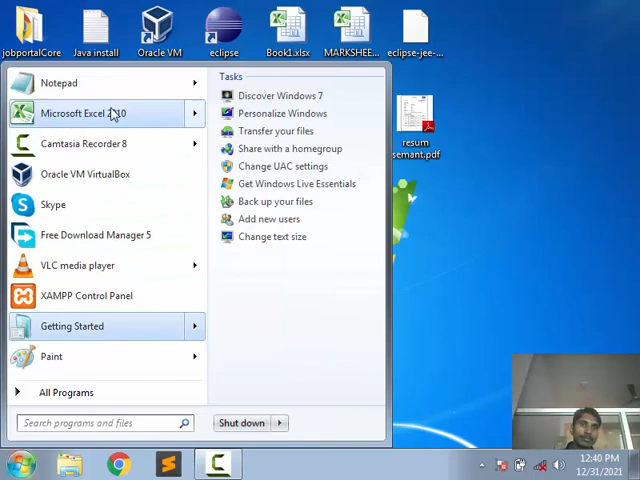 jobportalCore
Java install
Oracle VM
eclipse
Book1.xlsx
MARKSHEE...
eclipse-jee-...
Notepad
Microsoft Excel 2010
Camtasia Recorder 8
Oracle VM VirtualBox
Skype
Free Download Manager 5
VLC media player
XAMPP Control Panel
Getting Started
Paint
All Programs
Search programs and files
Shut down
Tasks
Discover Windows 7
Personalize Windows
Transfer your files
Share with a homegroup
Change UAC settings
Get Windows Live Essentials
Back up your files
Add new users
Change text size
resum
semant.pdf
12:40 PM
12/31/2021